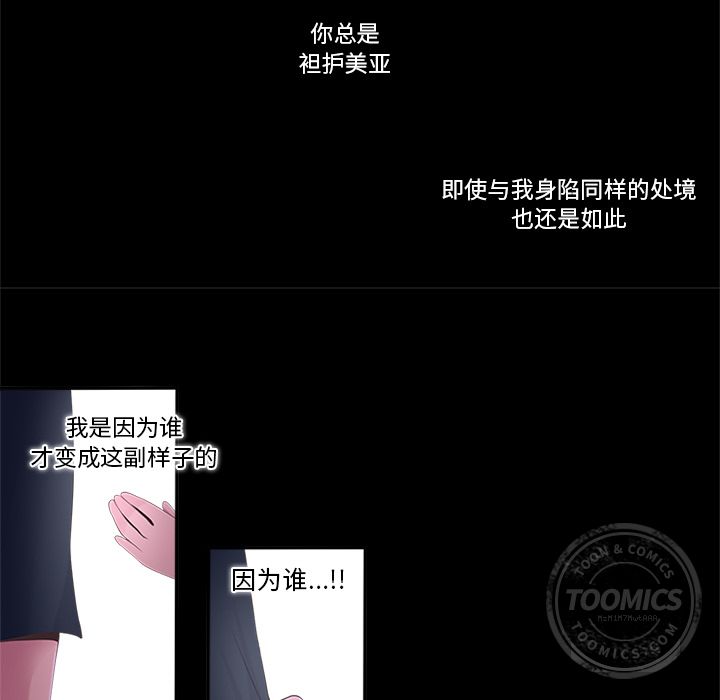 你总是
袒护美亚
即使与我身陷同样的处境
也还是如此
我是因为谁
才变成这副样子的
因为谁...!!
TOON & COMICS
TOOMICS
TOOMICS.COM